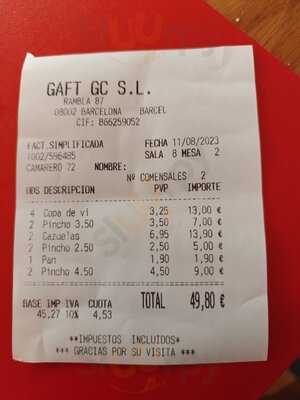 GAFT GC S.L.
RAMBLA 87
08002 BARCELONA BARCEL
CIF: B66259052
FACT.SIMPLIFICADA FECHA 11/08/2023
1002/596485 SALA 8 MESA 2
CAMARERO 72 NOMBRE:
Nº COMENSALES 2
UDS DESCRIPCION PVP IMPORTE
4 Copa de vi 3,25 13,00 €
2 Pincho 3.50 3,50 7,00 €
2 Cazuelas 6,95 13,90 €
2 Pincho 2.50 2,50 5,00 €
1 Pan 1,90 1,90 €
2 Pincho 4.50 4,50 9,00 €
BASE IMP IVA CUOTA TOTAL 49,80 €
45,27 10% 4,53
**IMPUESTOS INCLUIDOS*
*** GRACIAS POR SU VISITA ***